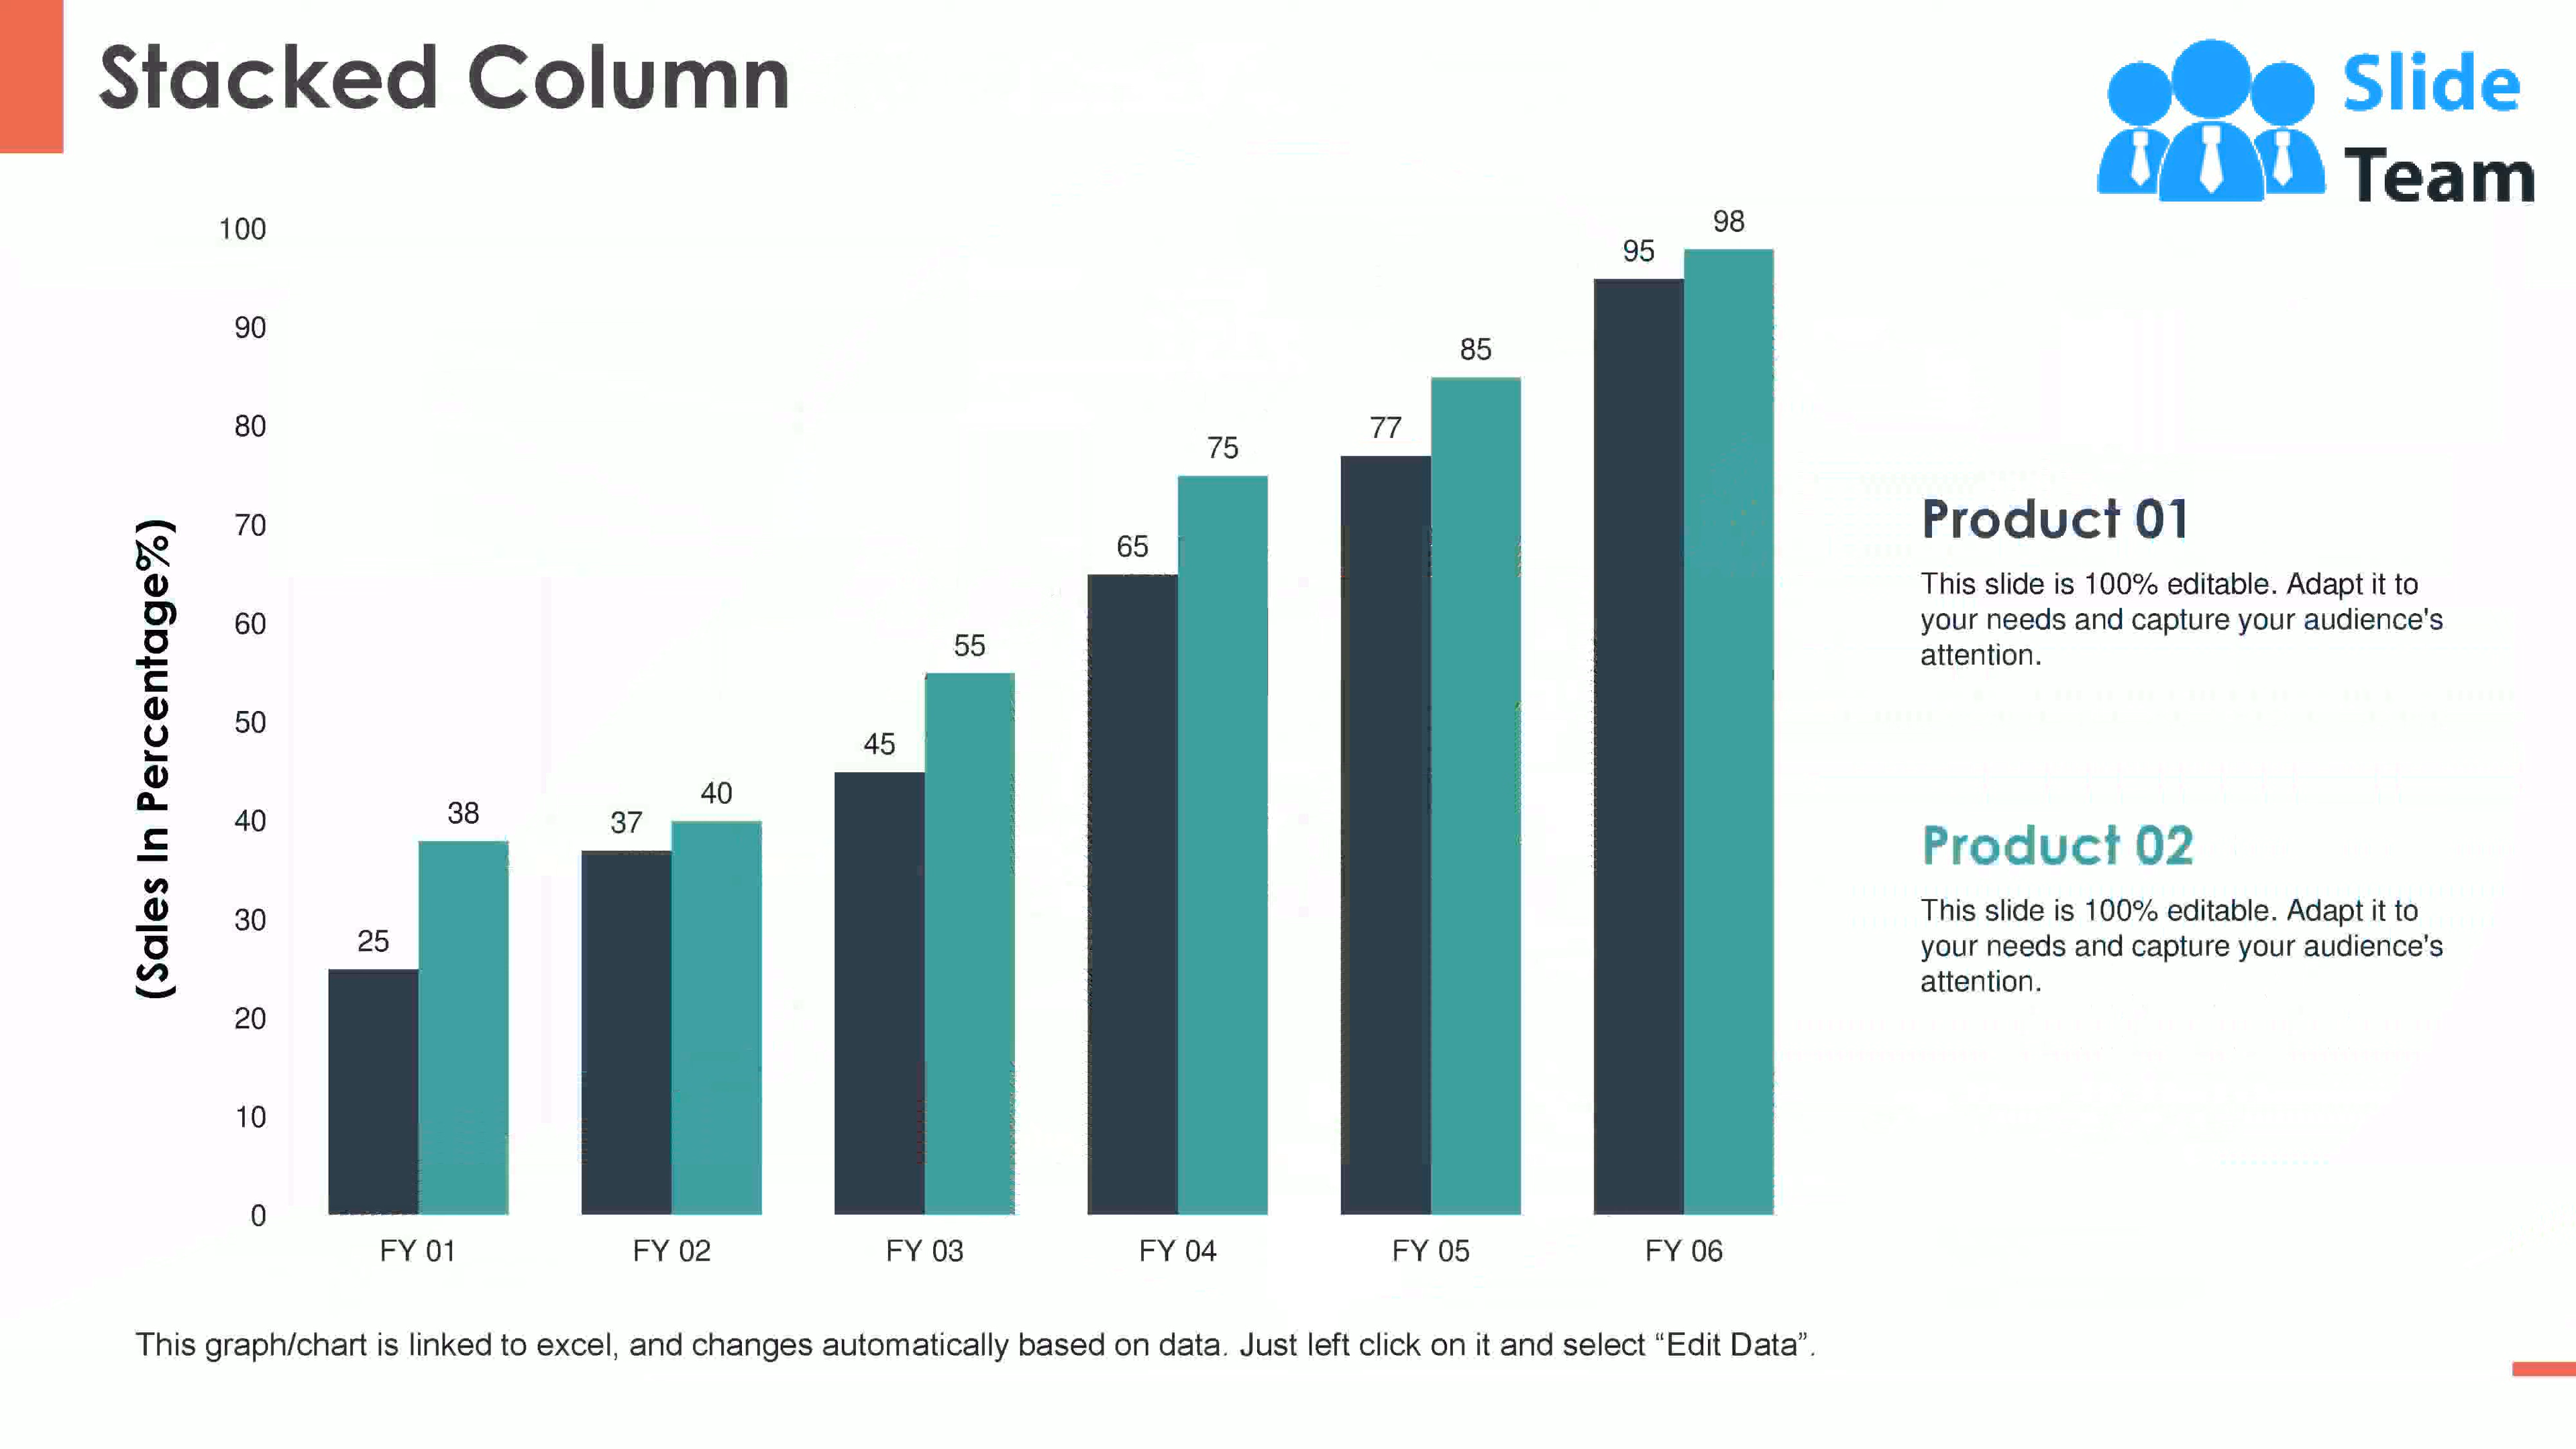 Stacked Column
Slide
Team
(Sales In Percentage%)
100
90
80
70
60
50
40
30
20
10
0
25
38
37
40
45
55
65
75
77
85
95
98
FY 01
FY 02
FY 03
FY 04
FY 05
FY 06
Product 01
This slide is 100% editable. Adapt it to
your needs and capture your audience's
attention.
Product 02
This slide is 100% editable. Adapt it to
your needs and capture your audience's
attention.
This graph/chart is linked to excel, and changes automatically based on data. Just left click on it and select “Edit Data”.